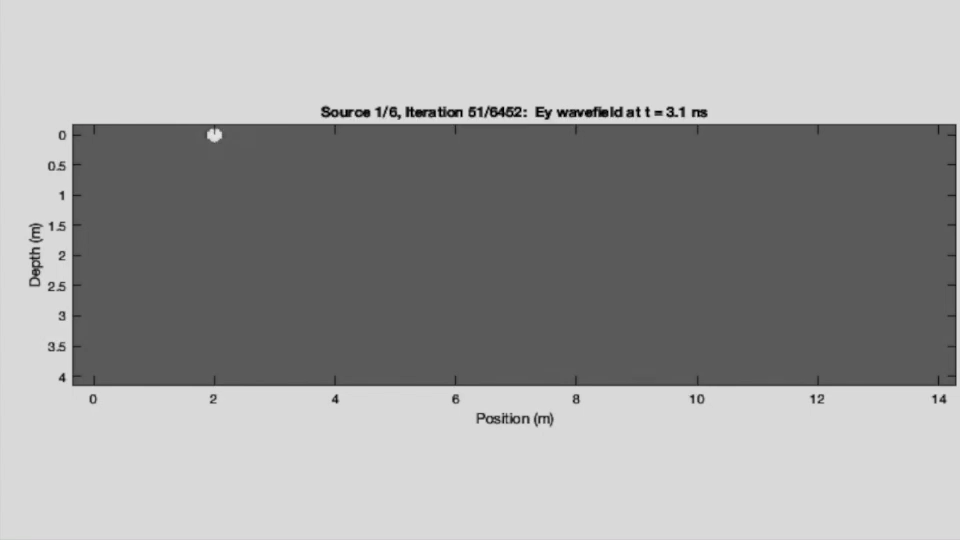 Source 1/6, Iteration 51/6452: Ey wavefield at t = 3.1 ns
0
0.5
1
1.5
2
2.5
3
3.5
4
Depth (m)
0 2 4 6 8 10 12 14
Position (m)